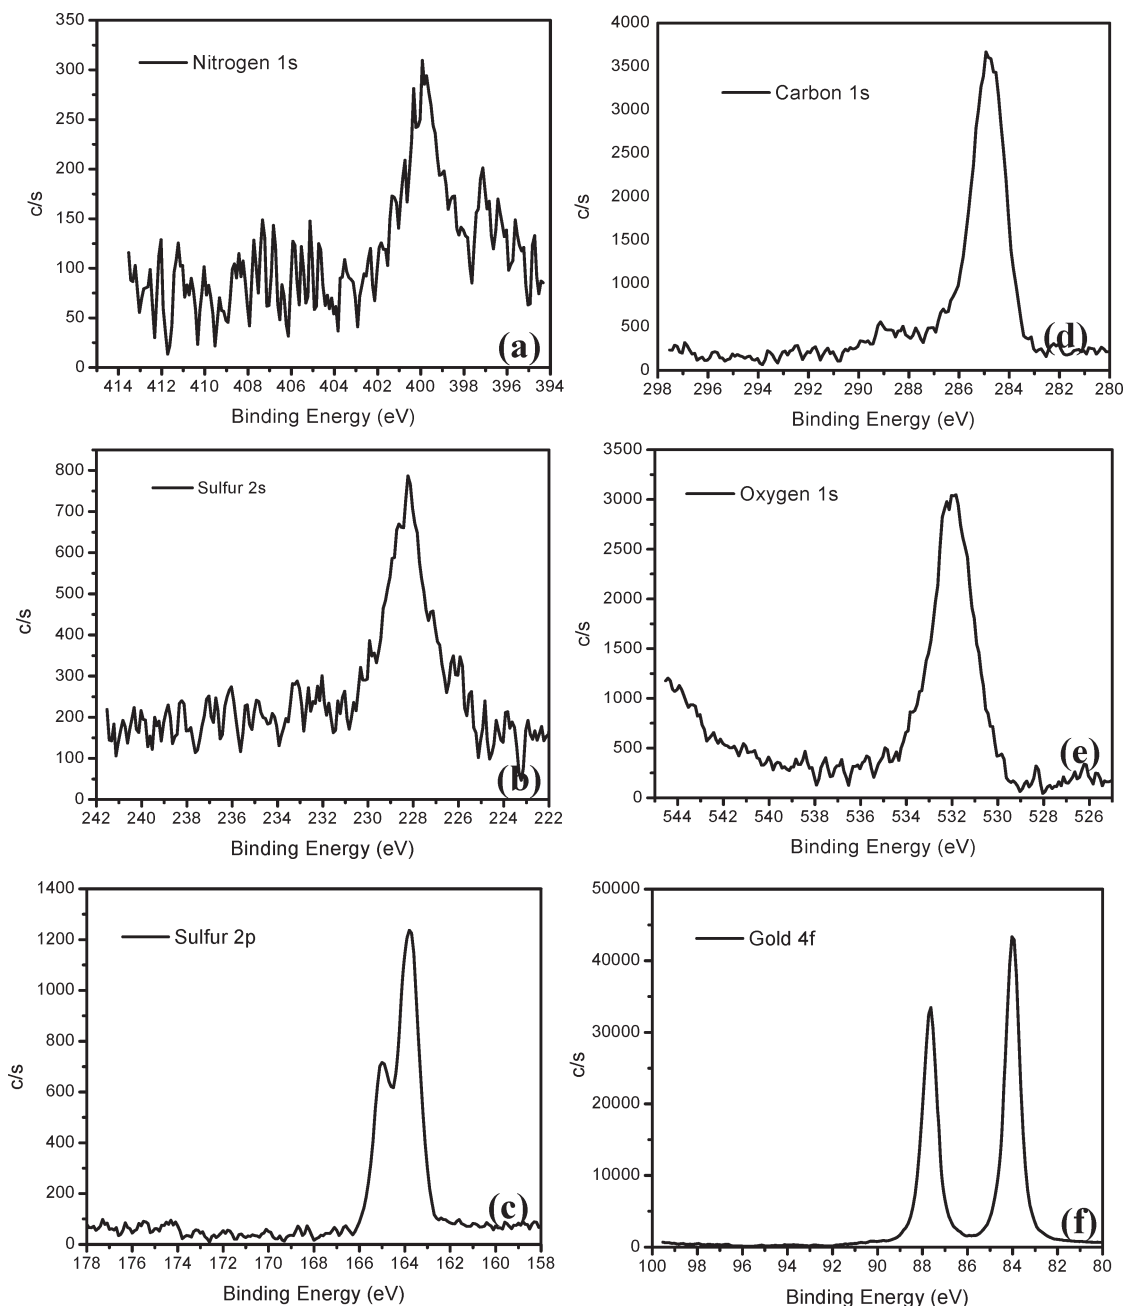 350
300
250
200
150
100
50
0
c/s
Nitrogen 1s
(a)
414 412 410 408 406 404 402 400 398 396 394
Binding Energy (eV)
4000
3500
3000
2500
2000
1500
1000
500
0
c/s
Carbon 1s
(d)
298 296 294 292 290 288 286 284 282 280
Binding Energy (eV)
800
700
600
500
400
300
200
100
0
c/s
Sulfur 2s
(b)
242 240 238 236 234 232 230 228 226 224 222
Binding Energy (eV)
3500
3000
2500
2000
1500
1000
500
0
c/s
Oxygen 1s
(e)
544 542 540 538 536 534 532 530 528 526
Binding Energy (eV)
1400
1200
1000
800
600
400
200
0
c/s
Sulfur 2p
(c)
178 176 174 172 170 168 166 164 162 160 158
Binding Energy (eV)
50000
40000
30000
20000
10000
0
c/s
Gold 4f
(f)
100 98 96 94 92 90 88 86 84 82 80
Binding Energy (eV)